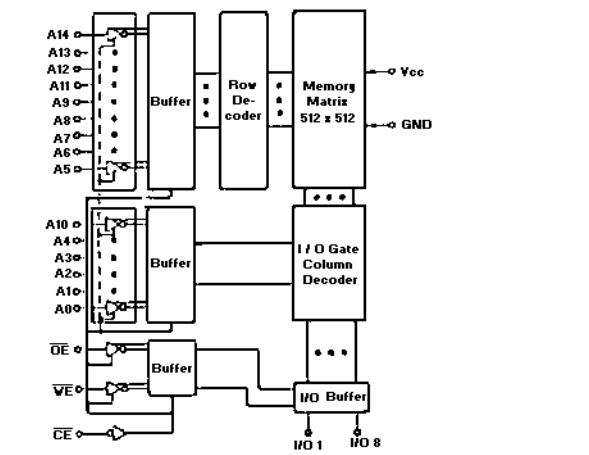 A14
A13
A12
A11
A9
A8
A7
A6
A5
Buffer
Row
De-
coder
Memory
Matrix
512 x 512
Vcc
GND
A10
A4
A3
A2
A1
A0
Buffer
I / O Gate
Column
Decoder
OE
WE
CE
Buffer
I/O Buffer
I/O 1
I/O 8